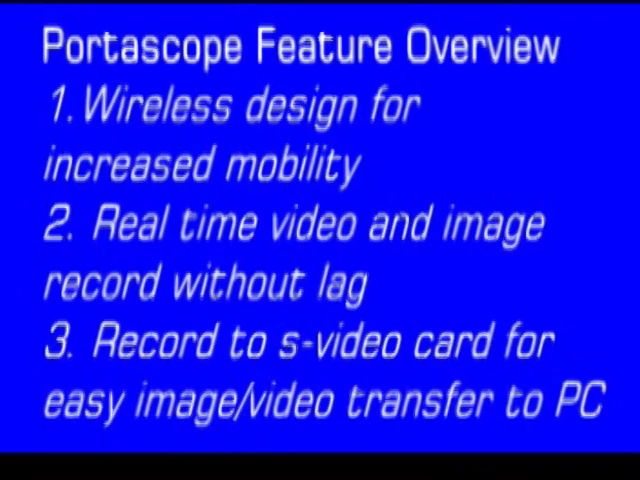 Portascope Feature Overview
1. Wireless design for
increased mobility
2. Real time video and image
record without lag
3. Record to s-video card for
easy image/video transfer to PC